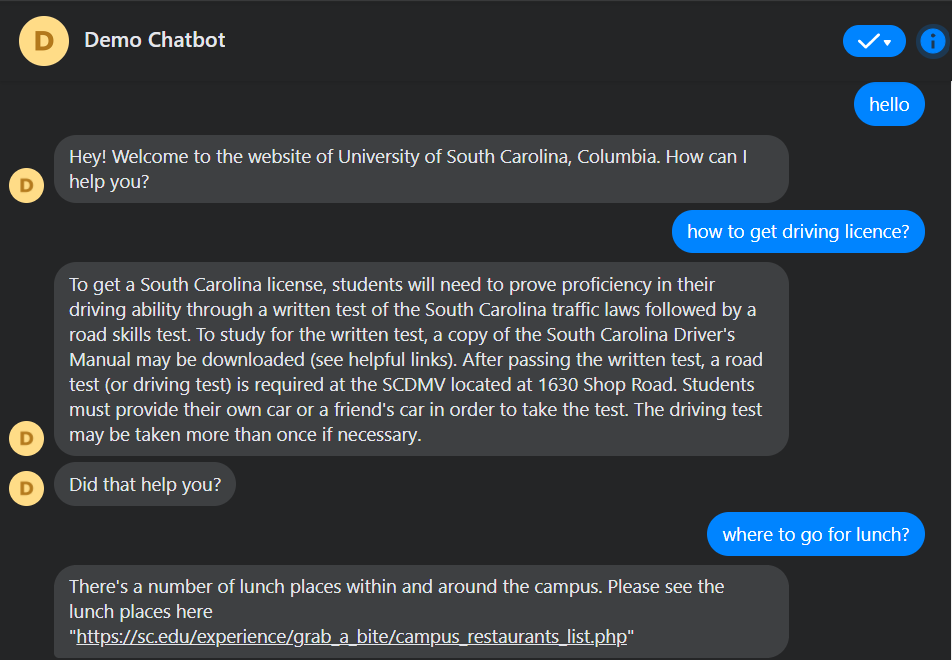 D
Demo Chatbot
hello
Hey! Welcome to the website of University of South Carolina, Columbia. How can I
help you?
D
how to get driving licence?
To get a South Carolina license, students will need to prove proficiency in their
driving ability through a written test of the South Carolina traffic laws followed by a
road skills test. To study for the written test, a copy of the South Carolina Driver's
Manual may be downloaded (see helpful links). After passing the written test, a road
test (or driving test) is required at the SCDMV located at 1630 Shop Road. Students
must provide their own car or a friend's car in order to take the test. The driving test
may be taken more than once if necessary.
D
Did that help you?
D
where to go for lunch?
There's a number of lunch places within and around the campus. Please see the
lunch places here
"https://sc.edu/experience/grab_a_bite/campus_restaurants_list.php"